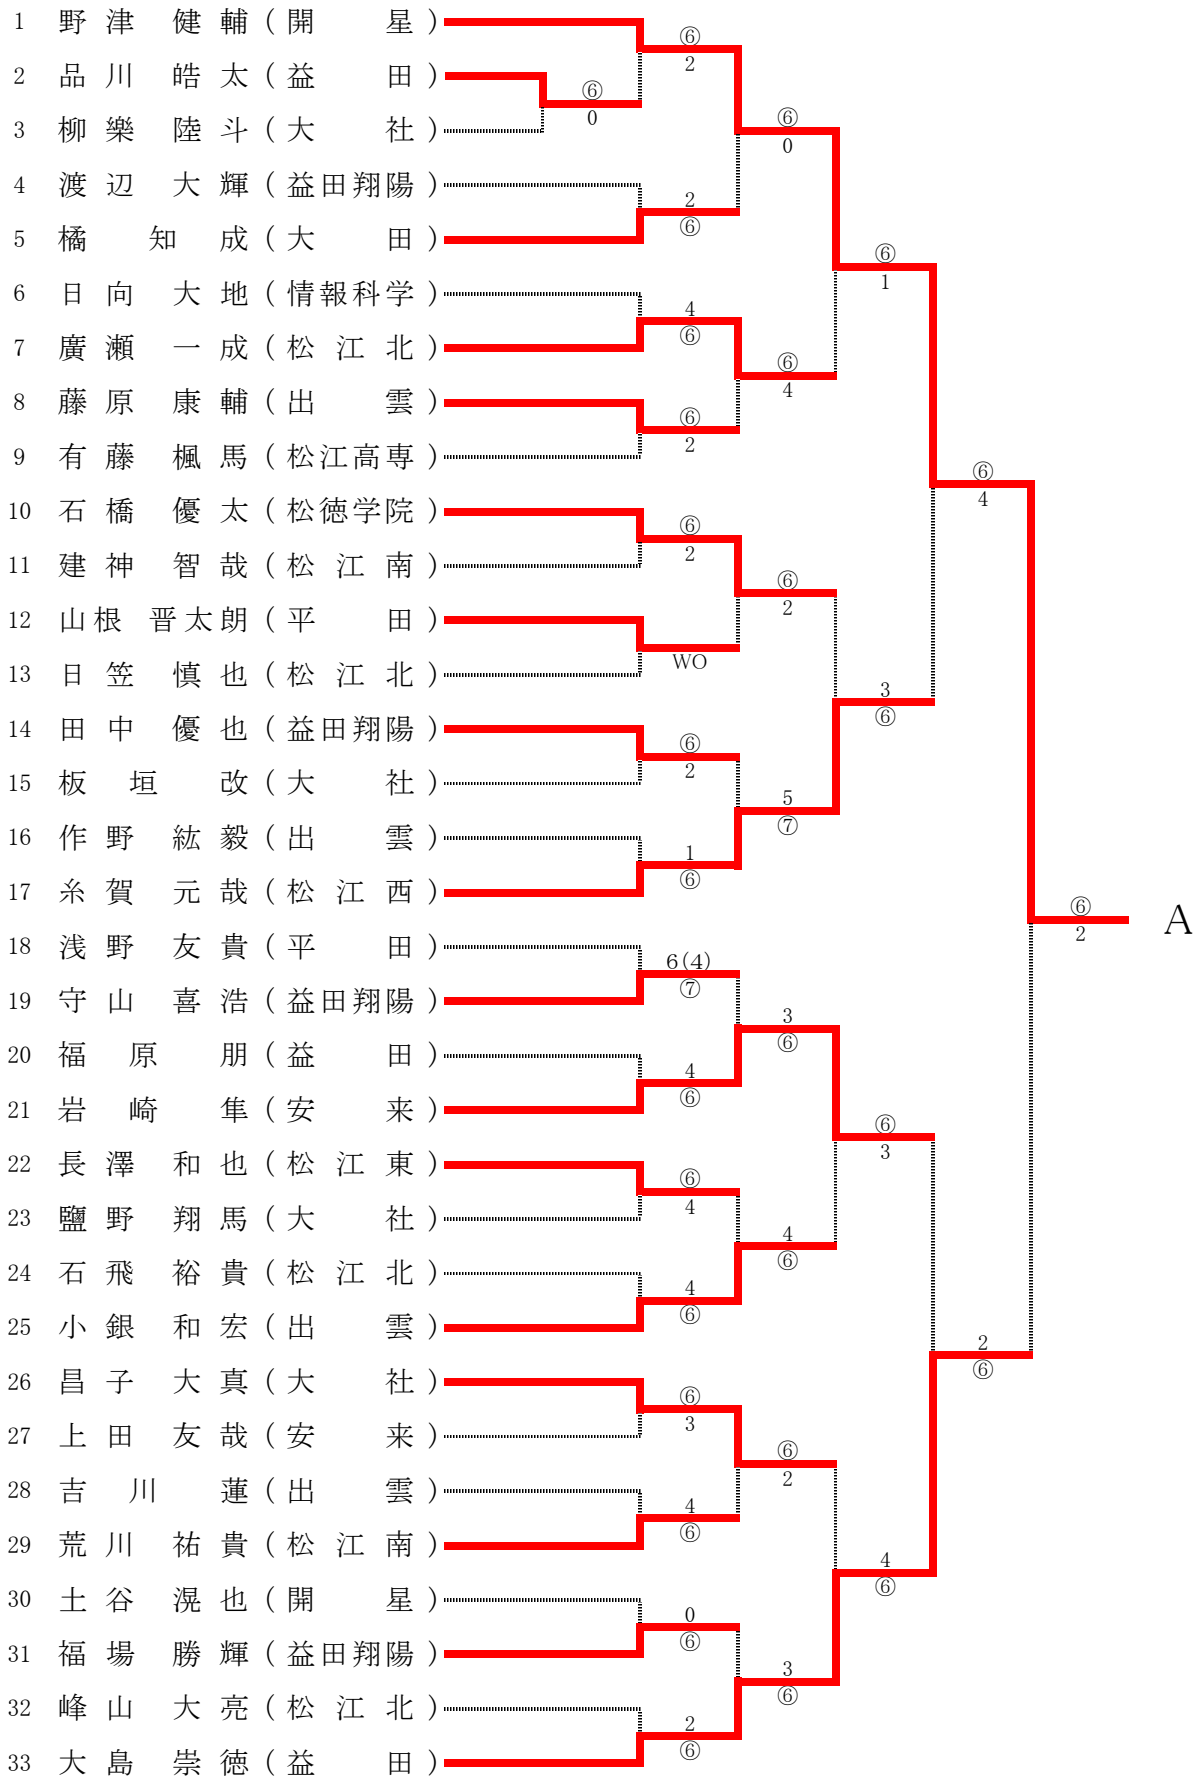 1 野津 健輔 (開星)
2 品川 皓太 (益田)
3 柳樂 陸斗 (大社)
4 渡辺 大輝 (益田翔陽)
5 橘 知成 (大田)
6 日向 大地 (情報科学)
7 廣瀬 一成 (松江北)
8 藤原 康輔 (出雲)
9 有藤 楓馬 (松江高専)
10 石橋 優太 (松徳学院)
11 建神 智哉 (松江南)
12 山根 晋太朗 (平田)
13 日笠 慎也 (松江北)
14 田中 優也 (益田翔陽)
15 板垣 改 (大社)
16 作野 紘毅 (出雲)
17 糸賀 元哉 (松江西)
18 浅野 友貴 (平田)
19 守山 喜浩 (益田翔陽)
20 福原 朋 (益田)
21 岩崎 隼 (安来)
22 長澤 和也 (松江東)
23 鹽野 翔馬 (大社)
24 石飛 裕貴 (松江北)
25 小銀 和宏 (出雲)
26 昌子 大真 (大社)
27 上田 友哉 (安来)
28 吉川 蓮 (出雲)
29 荒川 祐貴 (松江南)
30 土谷 滉也 (開星)
31 福場 勝輝 (益田翔陽)
32 峰山 大亮 (松江北)
33 大島 崇徳 (益田)
⑥
0
⑥
2
2
⑥
4
⑥
⑥
2
⑥
2
WO
⑥
2
1
⑥
6(4)
⑦
4
⑥
⑥
4
4
⑥
⑥
3
4
⑥
0
⑥
2
⑥
⑥
0
⑥
4
⑥
2
5
⑦
3
⑥
4
⑥
⑥
2
3
⑥
⑥
1
3
⑥
⑥
3
4
⑥
⑥
4
2
⑥
⑥
2
A